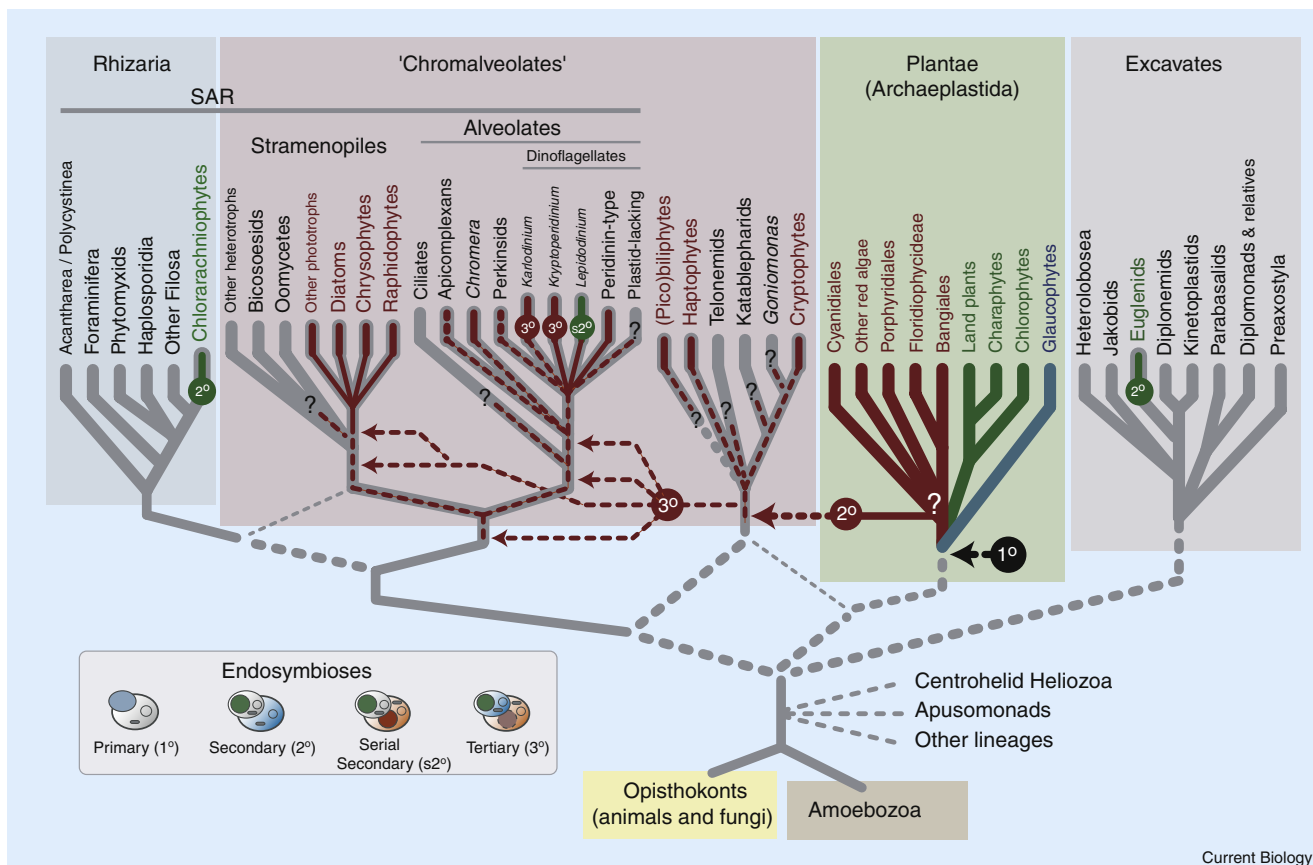 Rhizaria
'Chromalveolates'
Plantae
(Archaeplastida)
Excavates
SAR
Alveolates
Stramenopiles
Dinoflagellates
Acantharea / Polycystinea
Foraminifera
Phytomyxids
Haplosporidia
Other Filosa
Chlorarachniophytes
Other heterotrophs
Bicosoesids
Oomycetes
Other phototrophs
Diatoms
Chrysophytes
Raphidophytes
Ciliates
Apicomplexans
Chromera
Perkinsids
Karlodinium
Kryptoperidinium
Lepidodinium
Peridinin-type
Plastid-lacking
(Pico)biliphytes
Haptophytes
Telonemids
Katablepharids
Goniomonas
Cryptophytes
Cyanidiales
Other red algae
Porphyridiales
Floridiophycideae
Bangiales
Land plants
Charaphytes
Chlorophytes
Glaucophytes
Heterolobosea
Jakobids
Euglenids
Diplonemids
Kinetoplastids
Parabasalids
Diplomonads & relatives
Preaxostyla
2º
3º
3º
s2º
?
?
?
?
?
?
?
2º
3º
2º
?
1º
Endosymbioses
Primary (1º)
Secondary (2º)
Serial
Secondary (s2º)
Tertiary (3º)
Centrohelid Heliozoa
Apusomonads
Other lineages
Opisthokonts
(animals and fungi)
Amoebozoa
Current Biology